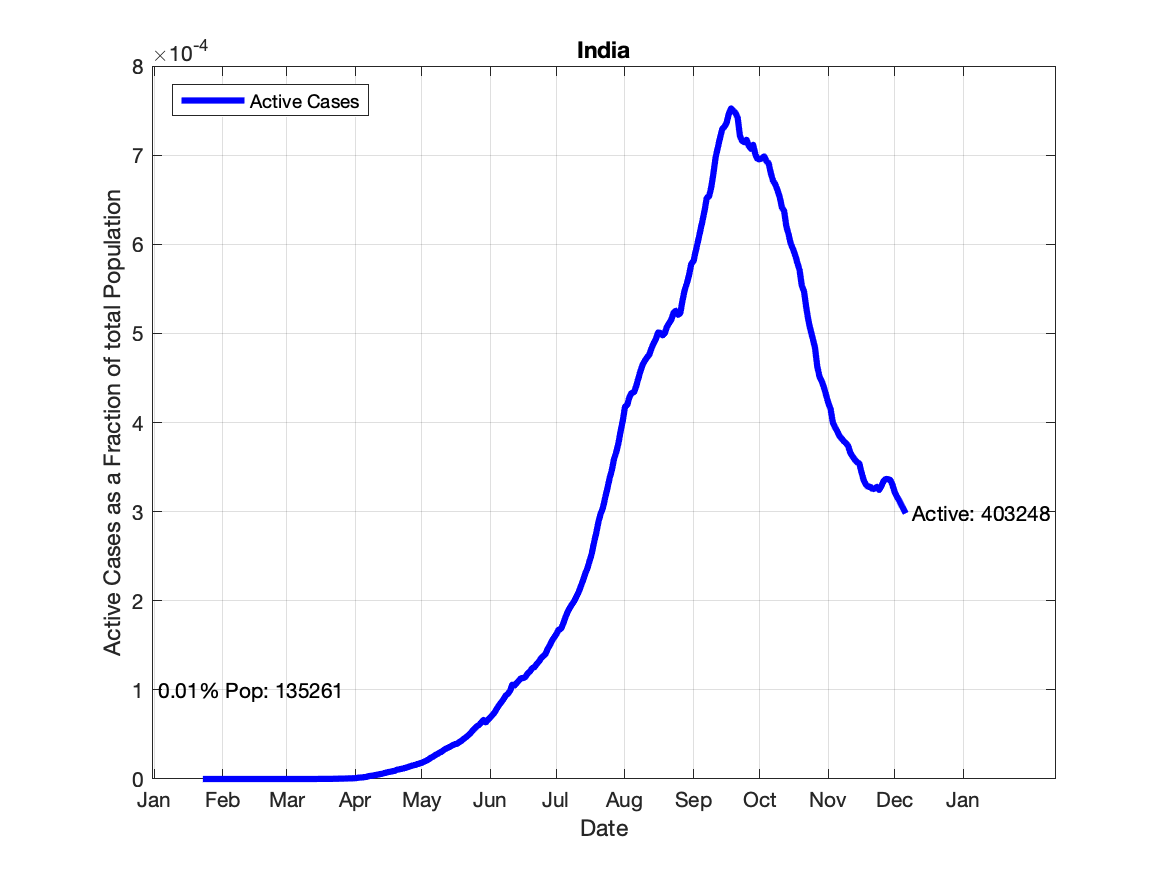 India
×10-4
Active Cases
8
7
6
5
4
3
2
1
0
Active Cases as a Fraction of total Population
Active: 403248
0.01% Pop: 135261
Jan Feb Mar Apr May Jun Jul Aug Sep Oct Nov Dec Jan
Date